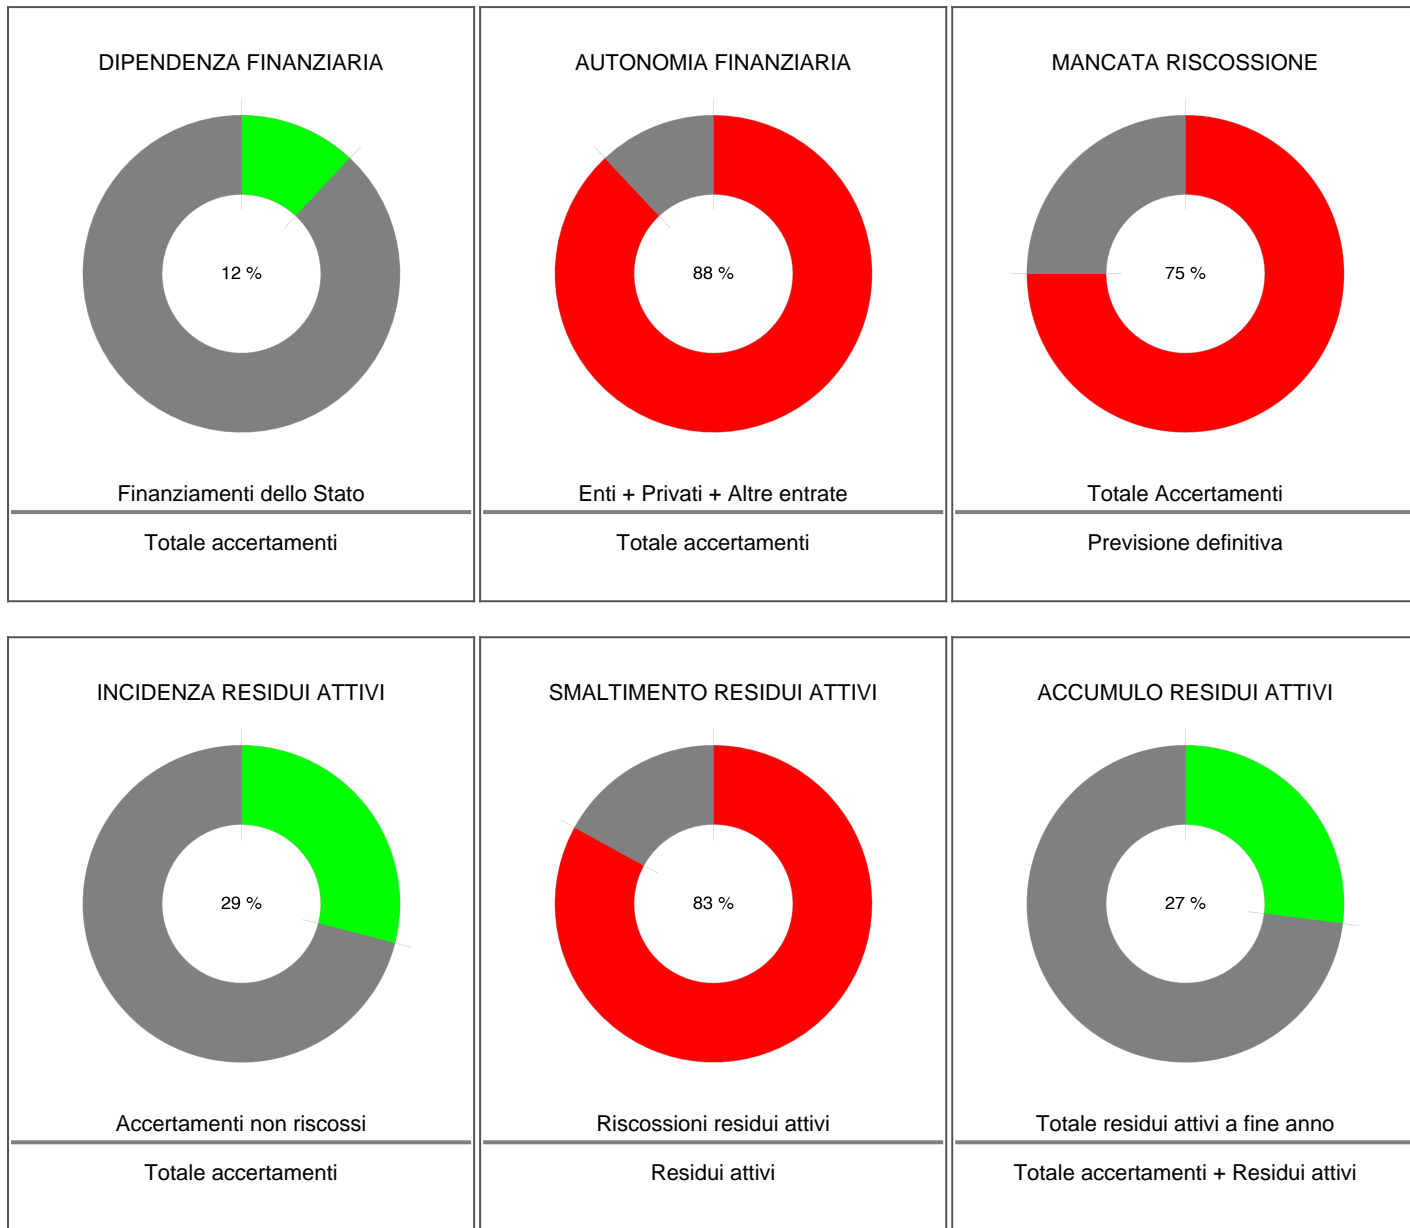 DIPENDENZA FINANZIARIA
12 %
Finanziamenti dello Stato
Totale accertamenti
AUTONOMIA FINANZIARIA
88 %
Enti + Privati + Altre entrate
Totale accertamenti
MANCATA RISCOSSIONE
75 %
Totale Accertamenti
Previsione definitiva
INCIDENZA RESIDUI ATTIVI
29 %
Accertamenti non riscossi
Totale accertamenti
SMALTIMENTO RESIDUI ATTIVI
83 %
Riscossioni residui attivi
Residui attivi
ACCUMULO RESIDUI ATTIVI
27 %
Totale residui attivi a fine anno
Totale accertamenti + Residui attivi